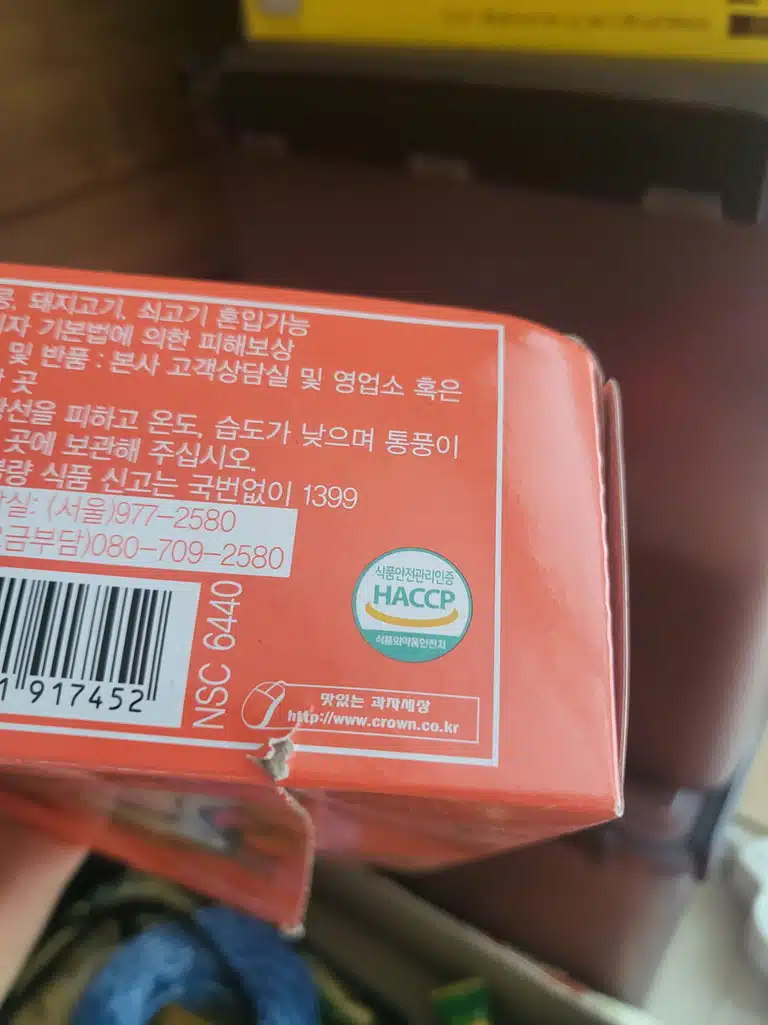 돼지고기, 쇠고기 혼입가능
기본법에 의한 피해보상
및 반품 : 본사 고객상담실 및 영업소 혹은
곳
피하고 온도, 습도가 낮으며 통풍이
곳에 보관해 주십시오.
식품 신고는 국번없이 1399
(서울)977-2580
080-709-2580
917452
NSC 6440
식품안전관리인증
HACCP
식품의약품안전처
맛있는 과자세상
http://www.crown.co.kr